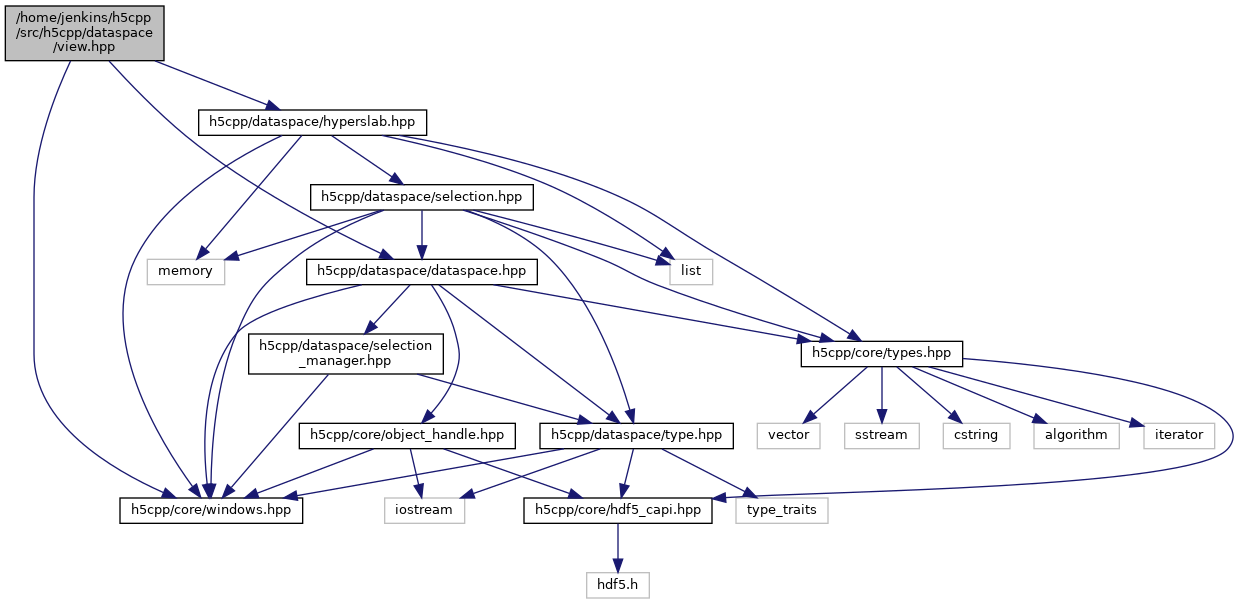 /home/jenkins/h5cpp
/src/h5cpp/dataspace
/view.hpp
h5cpp/dataspace/hyperslab.hpp
h5cpp/dataspace/selection.hpp
memory
h5cpp/dataspace/dataspace.hpp
list
h5cpp/dataspace/selection
_manager.hpp
h5cpp/core/types.hpp
h5cpp/core/object_handle.hpp
h5cpp/dataspace/type.hpp
vector
sstream
cstring
algorithm
iterator
h5cpp/core/windows.hpp
iostream
h5cpp/core/hdf5_capi.hpp
type_traits
hdf5.h